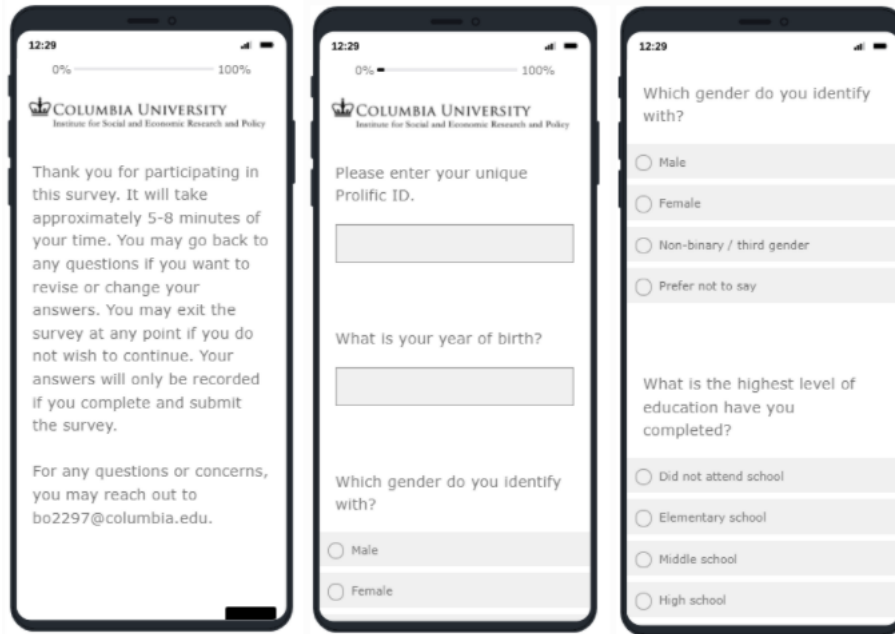 12:29
0% 100%
COLUMBIA UNIVERSITY
Institute for Social and Economic Research and Policy
Thank you for participating in
this survey. It will take
approximately 5-8 minutes of
your time. You may go back to
any questions if you want to
revise or change your
answers. You may exit the
survey at any point if you do
not wish to continue. Your
answers will only be recorded
if you complete and submit
the survey.
For any questions or concerns,
you may reach out to
bo2297@columbia.edu.
12:29
0% 100%
COLUMBIA UNIVERSITY
Institute for Social and Economic Research and Policy
Please enter your unique
Prolific ID.
What is your year of birth?
Which gender do you identify
with?
Male
Female
12:29
Which gender do you identify
with?
Male
Female
Non-binary / third gender
Prefer not to say
What is the highest level of
education have you
completed?
Did not attend school
Elementary school
Middle school
High school